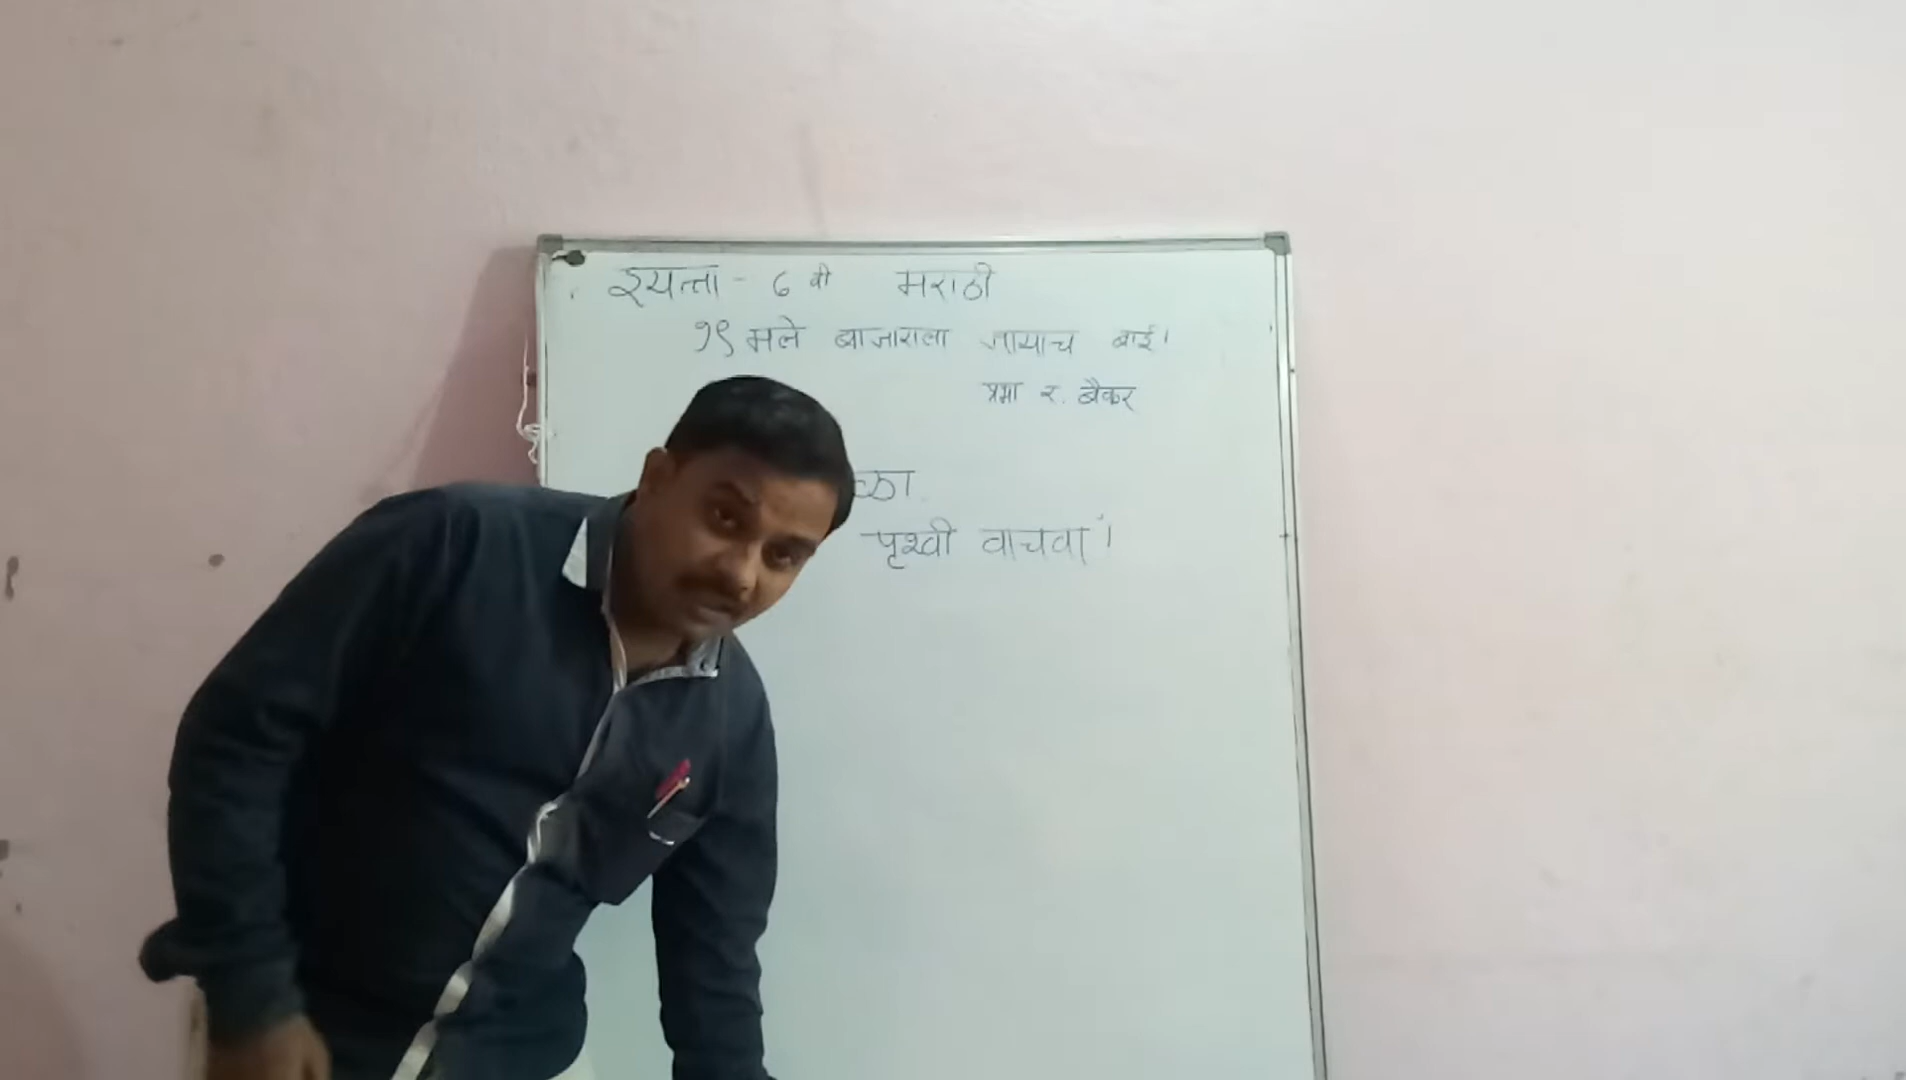 इयत्ता - ६ वी मराठी
१९ मले बाजाराला जायाच बाई।
प्रभा र. बैकर
ळा.
पृथ्वी वाचवा।